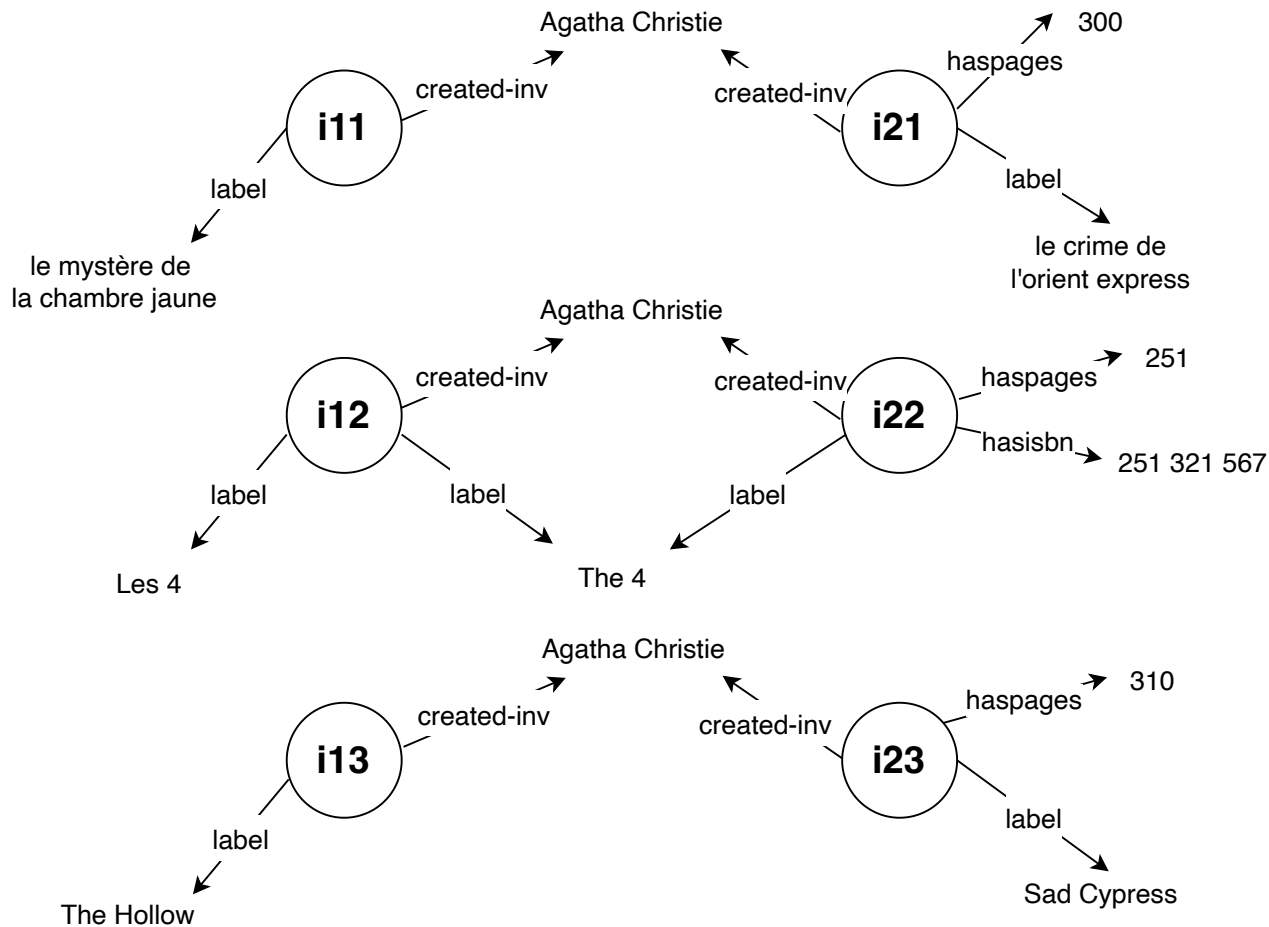 Agatha Christie
300
haspages
created-inv
created-inv
i11
i21
label
label
le mystère de
la chambre jaune
le crime de
l'orient express
Agatha Christie
251
haspages
created-inv
created-inv
i12
i22
hasisbn
251 321 567
label
label
label
Les 4
The 4
Agatha Christie
310
haspages
created-inv
created-inv
i13
i23
label
label
The Hollow
Sad Cypress